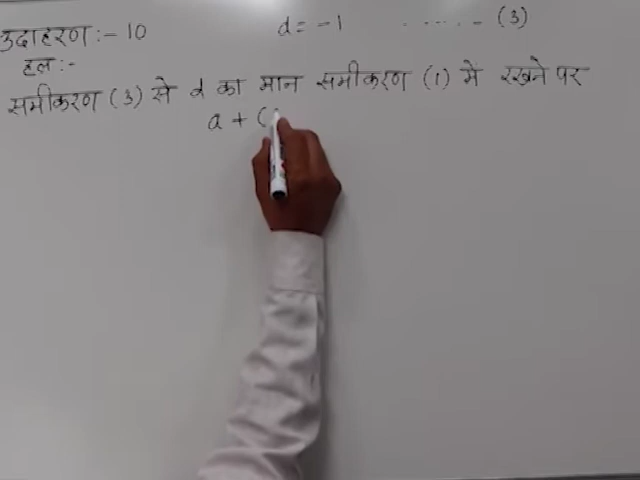 उदाहरण:- 10 d = -1 ...... (3)
हल:-
समीकरण (3) से d का मान समीकरण (1) मे रखने पर
a + (